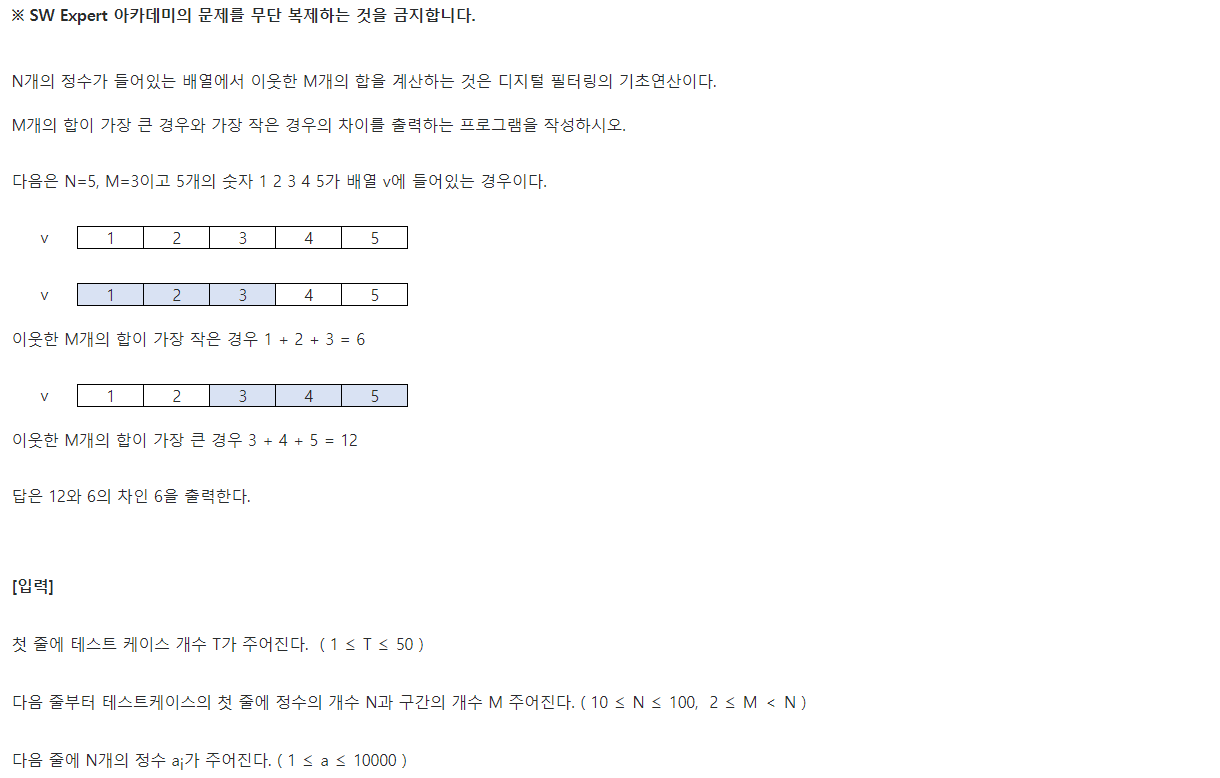 ※ SW Expert 아카데미의 문제를 무단 복제하는 것을 금지합니다.
N개의 정수가 들어있는 배열에서 이웃한 M개의 합을 계산하는 것은 디지털 필터링의 기초연산이다.
M개의 합이 가장 큰 경우와 가장 작은 경우의 차이를 출력하는 프로그램을 작성하시오.
다음은 N=5, M=3이고 5개의 숫자 1 2 3 4 5가 배열 v에 들어있는 경우이다.
v 1 2 3 4 5
v 1 2 3 4 5
이웃한 M개의 합이 가장 작은 경우 1 + 2 + 3 = 6
v 1 2 3 4 5
이웃한 M개의 합이 가장 큰 경우 3 + 4 + 5 = 12
답은 12와 6의 차인 6을 출력한다.
[입력]
첫 줄에 테스트 케이스 개수 T가 주어진다. ( 1 ≤ T ≤ 50 )
다음 줄부터 테스트케이스의 첫 줄에 정수의 개수 N과 구간의 개수 M 주어진다. ( 10 ≤ N ≤ 100, 2 ≤ M < N )
다음 줄에 N개의 정수 ai가 주어진다. ( 1 ≤ a ≤ 10000 )